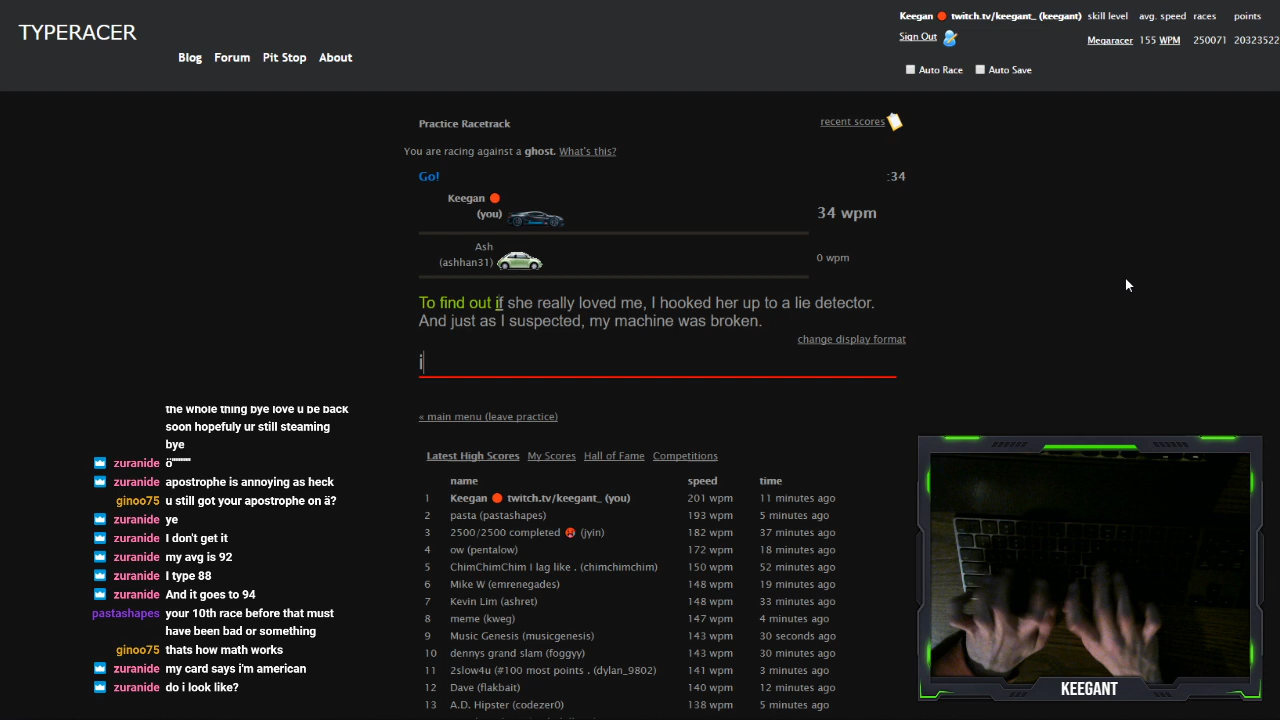 TYPERACER
Blog Forum Pit Stop About
Keegan twitch.tv/keegant_ (keegant) skill level avg. speed races points
Sign Out Megaracer 155 WPM 250071 20323522
Auto Race Auto Save
Practice Racetrack
recent scores
You are racing against a ghost. What's this?
Go!
:34
Keegan
(you)
34 wpm
Ash
(ashhan31)
0 wpm
To find out if she really loved me, I hooked her up to a lie detector.
And just as I suspected, my machine was broken.
change display format
i
« main menu (leave practice)
Latest High Scores My Scores Hall of Fame Competitions
name speed time
1 Keegan twitch.tv/keegant_ (you) 201 wpm 11 minutes ago
2 pasta (pastashapes) 193 wpm 5 minutes ago
3 2500/2500 completed (jyin) 182 wpm 37 minutes ago
4 ow (pentalow) 172 wpm 18 minutes ago
5 ChimChimChim I lag like . (chimchimchim) 150 wpm 52 minutes ago
6 Mike W (emrenegades) 148 wpm 19 minutes ago
7 Kevin Lim (ashret) 148 wpm 33 minutes ago
8 meme (kweg) 147 wpm 4 minutes ago
9 Music Genesis (musicgenesis) 143 wpm 30 seconds ago
10 dennys grand slam (foggyy) 143 wpm 30 minutes ago
11 2slow4u (#100 most points . (dylan_9802) 141 wpm 3 minutes ago
12 Dave (flakbait) 140 wpm 12 minutes ago
13 A.D. Hipster (codezer0) 138 wpm 5 minutes ago
the whole thing bye love u be back
soon hopefuly ur still steaming
bye
zuranide ö''''''''
zuranide apostrophe is annoying as heck
ginoo75 u still got your apostrophe on ä?
zuranide ye
zuranide I don't get it
zuranide my avg is 92
zuranide I type 88
zuranide And it goes to 94
pastashapes your 10th race before that must
have been bad or something
ginoo75 thats how math works
zuranide my card says i'm american
zuranide do i look like?
KEEGANT